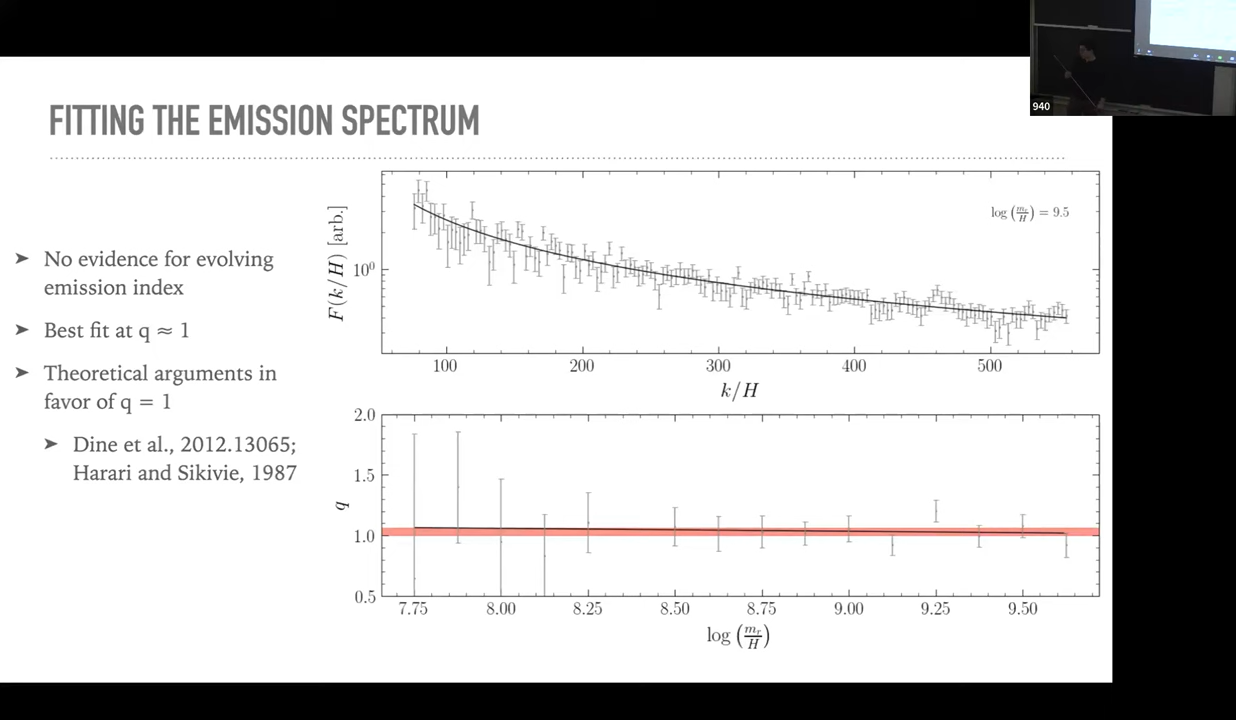 940
FITTING THE EMISSION SPECTRUM
➤ No evidence for evolving
emission index
➤ Best fit at q ≈ 1
➤ Theoretical arguments in
favor of q = 1
➤ Dine et al., 2012.13065;
Harari and Sikivie, 1987
F(k/H) [arb.]
10⁰
log (m_r/H) = 9.5
100 200 300 400 500
k/H
q
2.0
1.5
1.0
0.5
7.75 8.00 8.25 8.50 8.75 9.00 9.25 9.50
log (m_r/H)